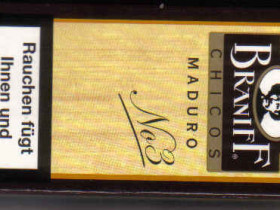 Rauchen fügt
Ihnen und
BRANIFF®
CHICOS
MADURO
No3